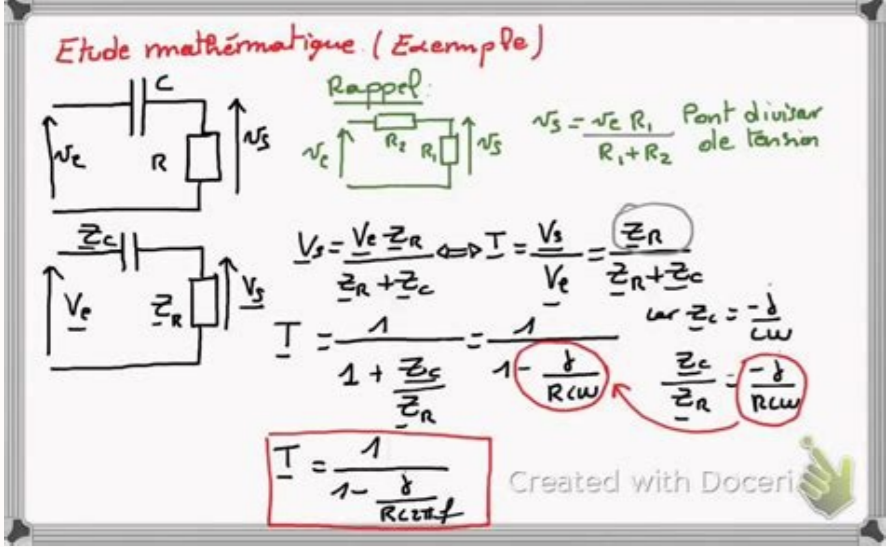 Etude mathématique (Exemple)
C
ve
R
vs
Rappel:
ve
R2
R1
vs
vs = ve R1 / R1 + R2
Pont diviseur
de tension
Zc
Ve
ZR
Vs
Vs = Ve · ZR / ZR + Zc ⇔ T = Vs / Ve = ZR / ZR + Zc
T = 1 / 1 + Zc / ZR = 1 / 1 - j / RCω
car Zc = -j / Cω
Zc / ZR = -j / RCω
T = 1 / 1 - j / RC2πf
Created with Doceri